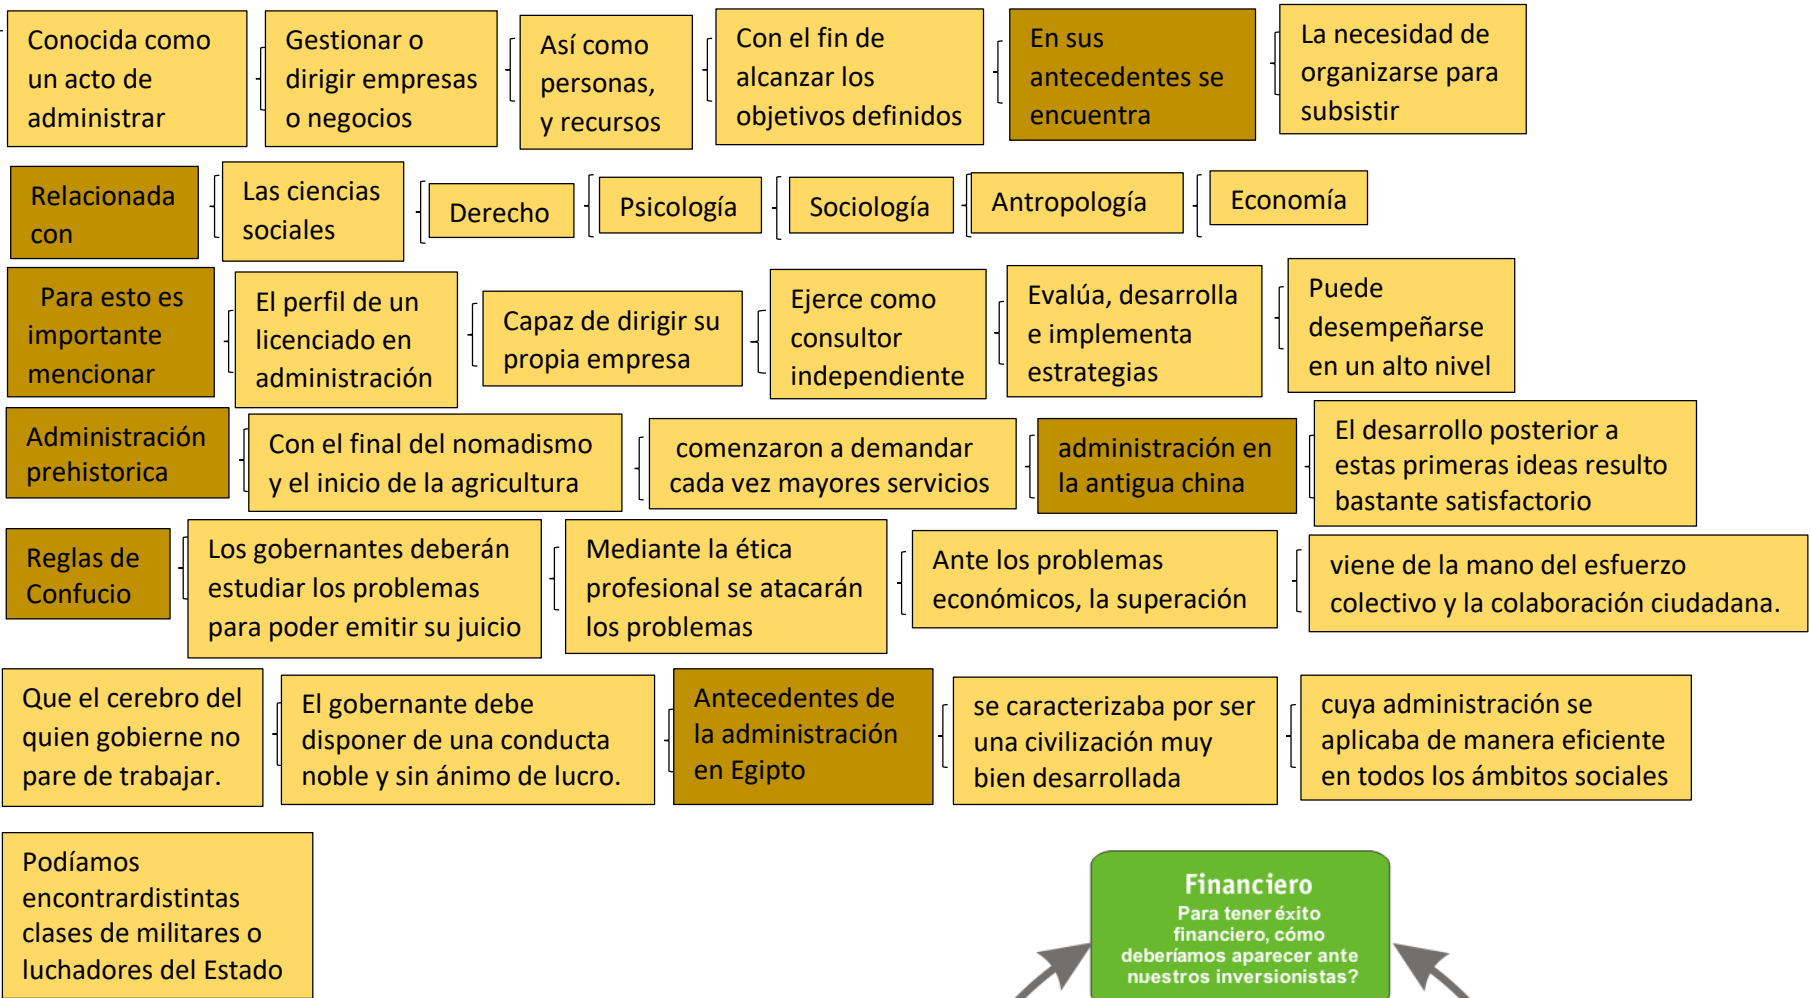 Conocida como
un acto de
administrar
Gestionar o
dirigir empresas
o negocios
Así como
personas,
y recursos
Con el fin de
alcanzar los
objetivos definidos
En sus
antecedentes se
encuentra
La necesidad de
organizarse para
subsistir
Relacionada
con
Las ciencias
sociales
Derecho
Psicología
Sociología
Antropología
Economía
Para esto es
importante
mencionar
El perfil de un
licenciado en
administración
Capaz de dirigir su
propia empresa
Ejerce como
consultor
independiente
Evalúa, desarrolla
e implementa
estrategias
Puede
desempeñarse
en un alto nivel
Administración
prehistorica
Con el final del nomadismo
y el inicio de la agricultura
comenzaron a demandar
cada vez mayores servicios
administración en
la antigua china
El desarrollo posterior a
estas primeras ideas resulto
bastante satisfactorio
Reglas de
Confucio
Los gobernantes deberán
estudiar los problemas
para poder emitir su juicio
Mediante la ética
profesional se atacarán
los problemas
Ante los problemas
económicos, la superación
viene de la mano del esfuerzo
colectivo y la colaboración ciudadana.
Que el cerebro del
quien gobierne no
pare de trabajar.
El gobernante debe
disponer de una conducta
noble y sin ánimo de lucro.
Antecedentes de
la administración
en Egipto
se caracterizaba por ser
una civilización muy
bien desarrollada
cuya administración se
aplicaba de manera eficiente
en todos los ámbitos sociales
Podíamos
encontrardistintas
clases de militares o
luchadores del Estado
Financiero
Para tener éxito
financiero, cómo
deberíamos aparecer ante
nuestros inversionistas?